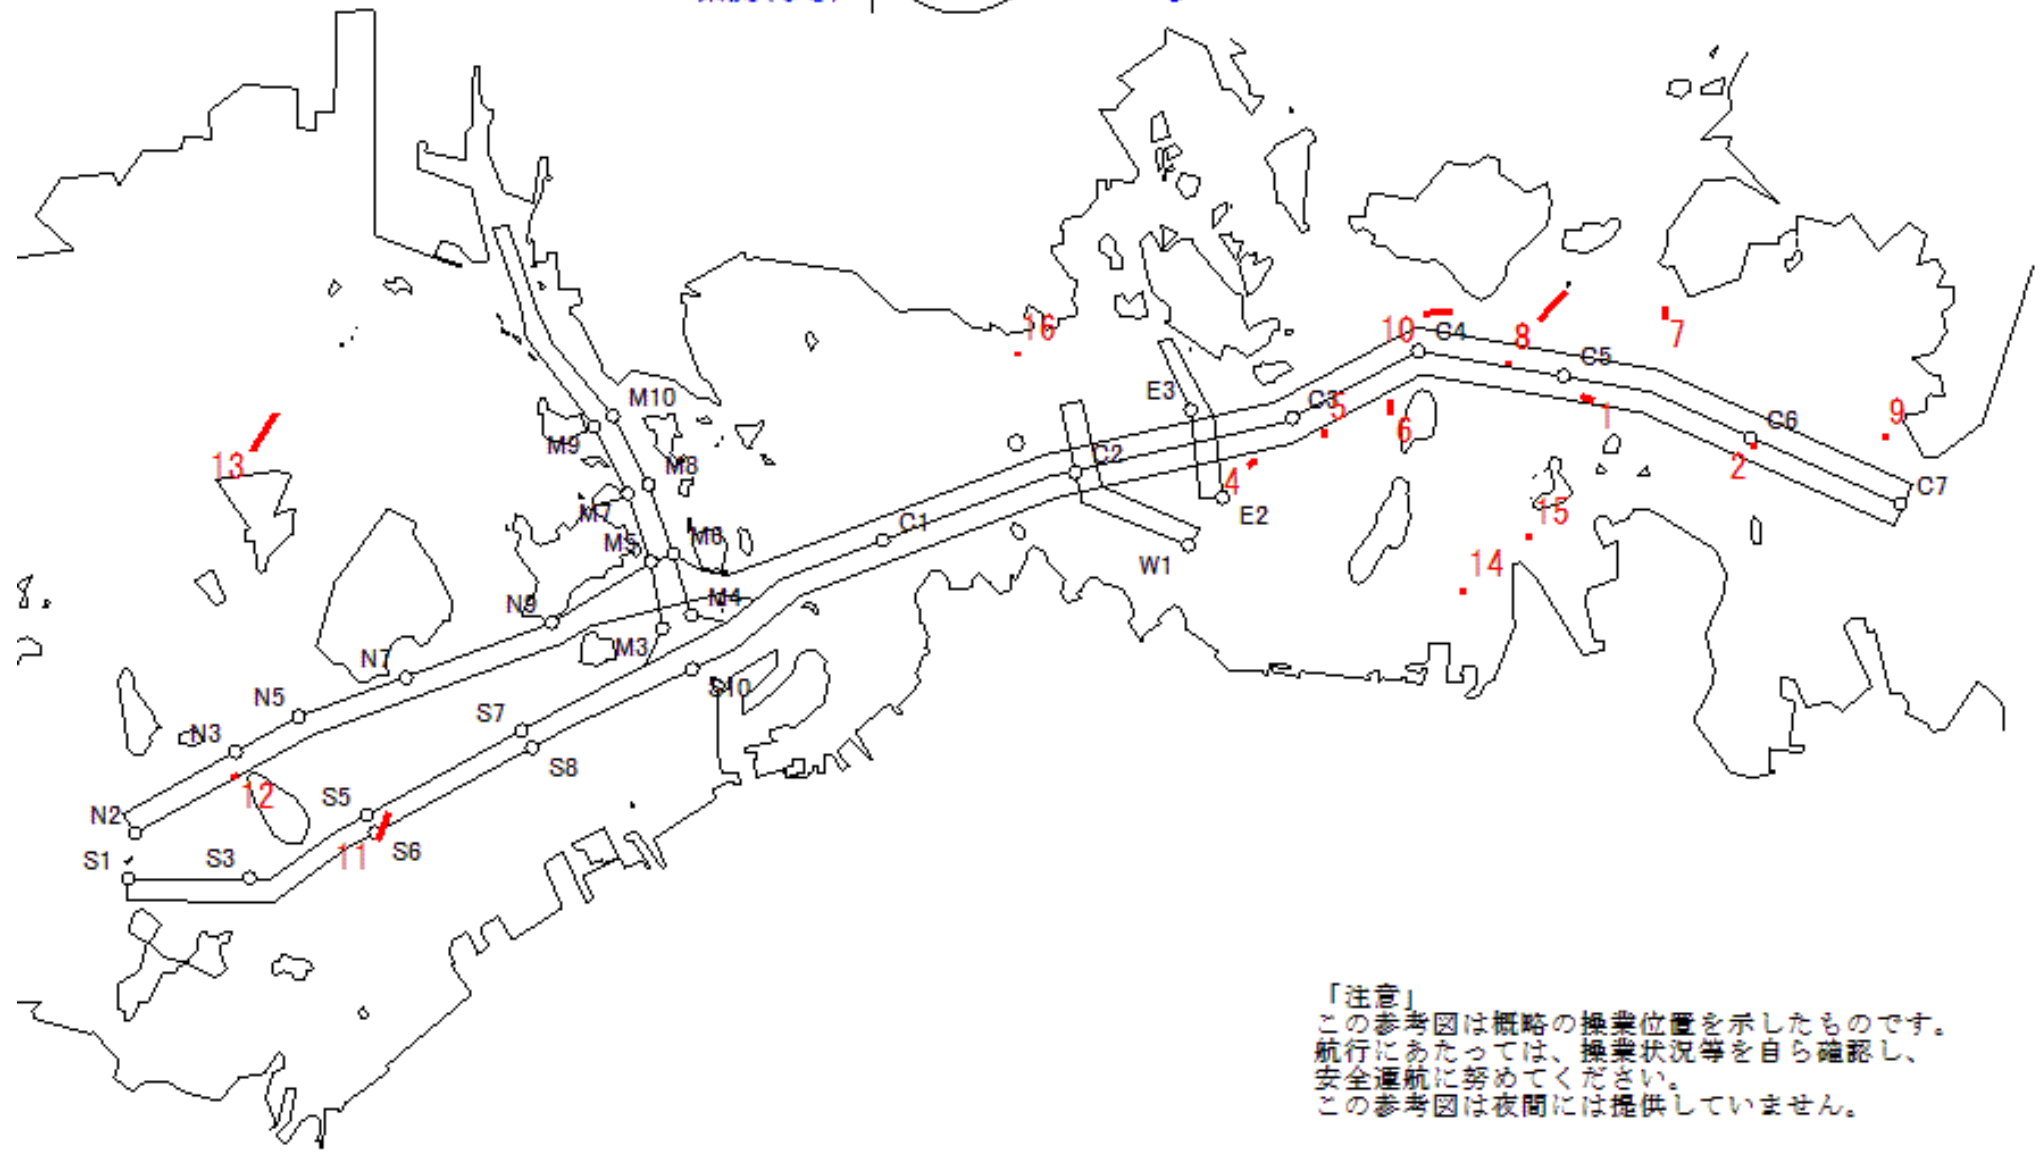 16
10
C4
8
C5
7
E3
C3
5
M10
6
1
C6
9
M9
M8
C2
13
4
2
C7
M7
E2
15
C1
M5
M6
W1
14
N9
M4
M3
N7
S10
N5
S7
N3
S8
12
S5
N2
11
S6
S1
S3
「注意」
この参考図は概略の操業位置を示したものです。
航行にあたっては、操業状況等を自ら確認し、
安全運航に努めてください。
この参考図は夜間には提供していません。